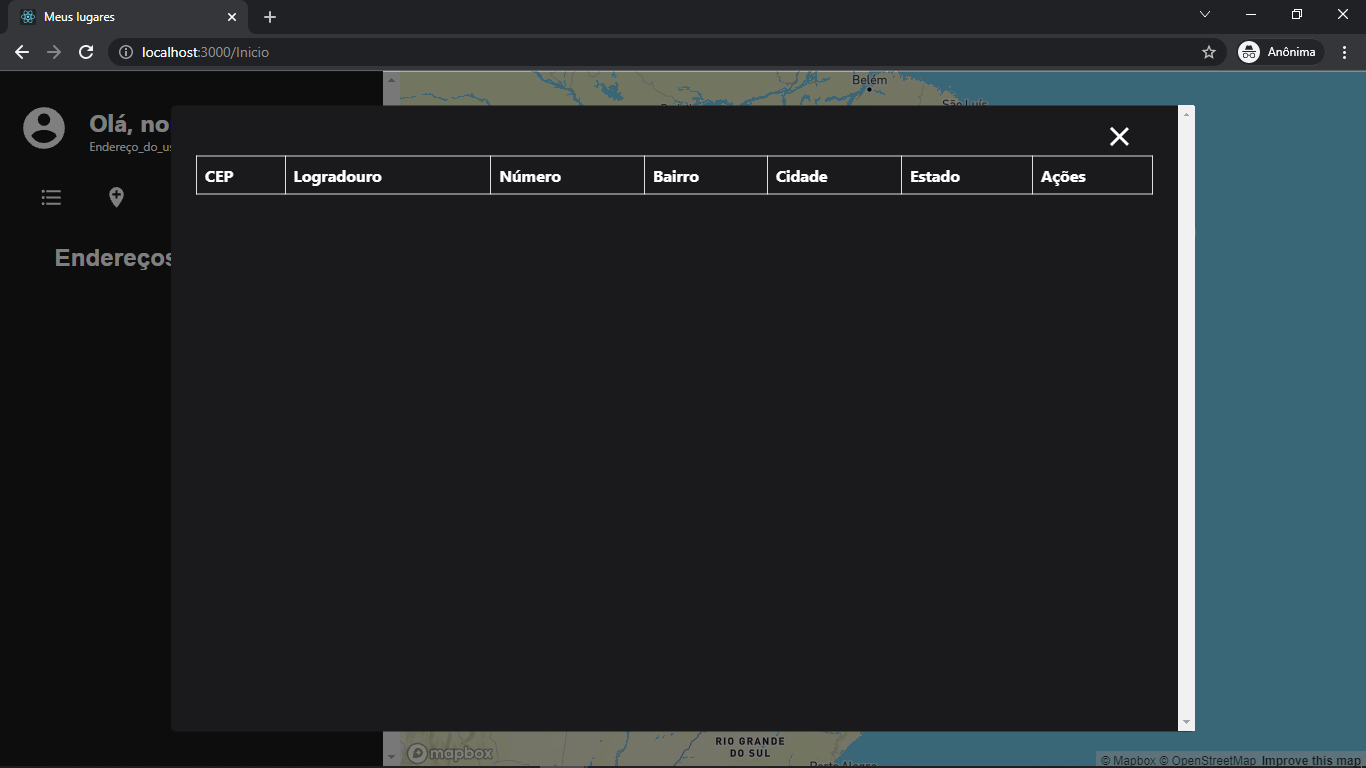 Meus lugares
localhost:3000/Inicio
Anônima
Belém
São Luís
Olá, no
Endereço_do_us
CEP Logradouro Número Bairro Cidade Estado Ações
Endereços
RIO GRANDE
DO SUL
mapbox
Porto Alegre
© Mapbox © OpenStreetMap Improve this map